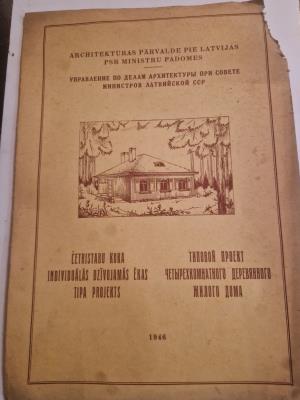 ARCHITEKTURAS PĀRVALDE PIE LATVIJAS
PSR MINISTRU PADOMES
УПРАВЛЕНИЕ ПО ДЕЛАМ АРХИТЕКТУРЫ ПРИ СОВЕТЕ
МИНИСТРОВ ЛАТВИЙСКОЙ ССР
ČETRISTABU KOKA
INDIVIDUĀLĀS DZĪVOJAMĀS ĒKAS
TIPA PROJEKTS
ТИПОВОЙ ПРОЕКТ
ЧЕТЫРЕХКОМНАТНОГО ДЕРЕВЯННОГО
ЖИЛОГО ДОМА
1946